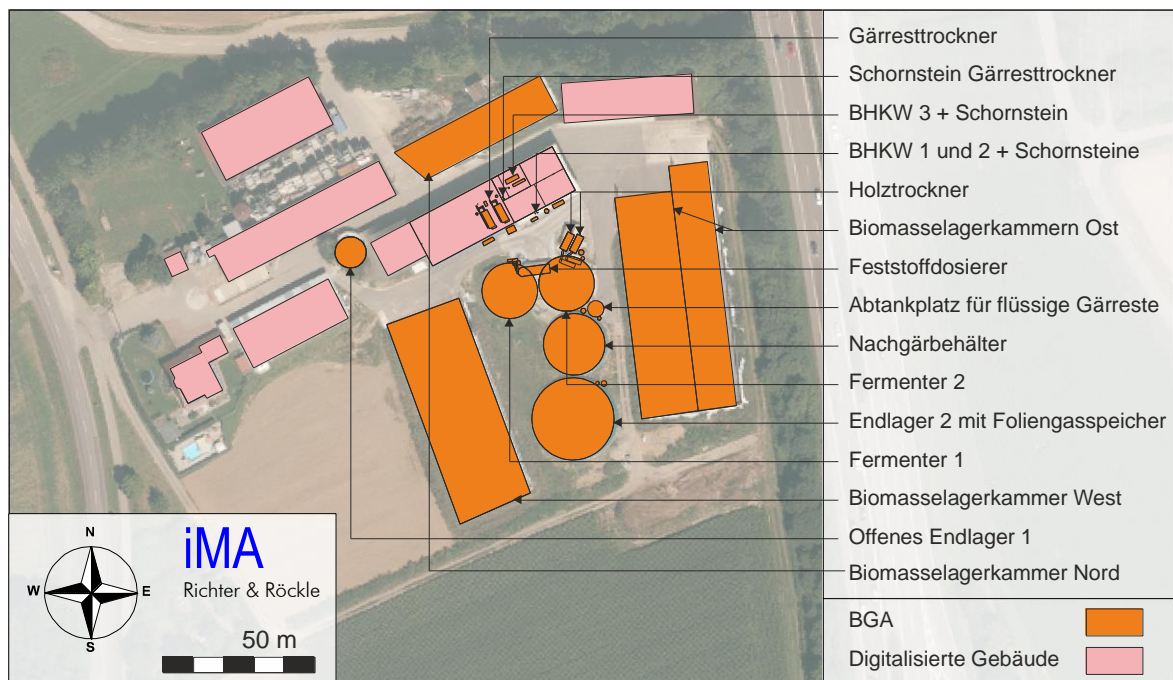 Gärresttrockner
Schornstein Gärresttrockner
BHKW 3 + Schornstein
BHKW 1 und 2 + Schornsteine
Holztrockner
Biomasselagerkammern Ost
Feststoffdosierer
Abtankplatz für flüssige Gärreste
Nachgärbehälter
Fermenter 2
Endlager 2 mit Foliengasspeicher
Fermenter 1
Biomasselagerkammer West
Offenes Endlager 1
Biomasselagerkammer Nord
BGA
Digitalisierte Gebäude
N
W E
S
iMA
Richter & Röckle
50 m